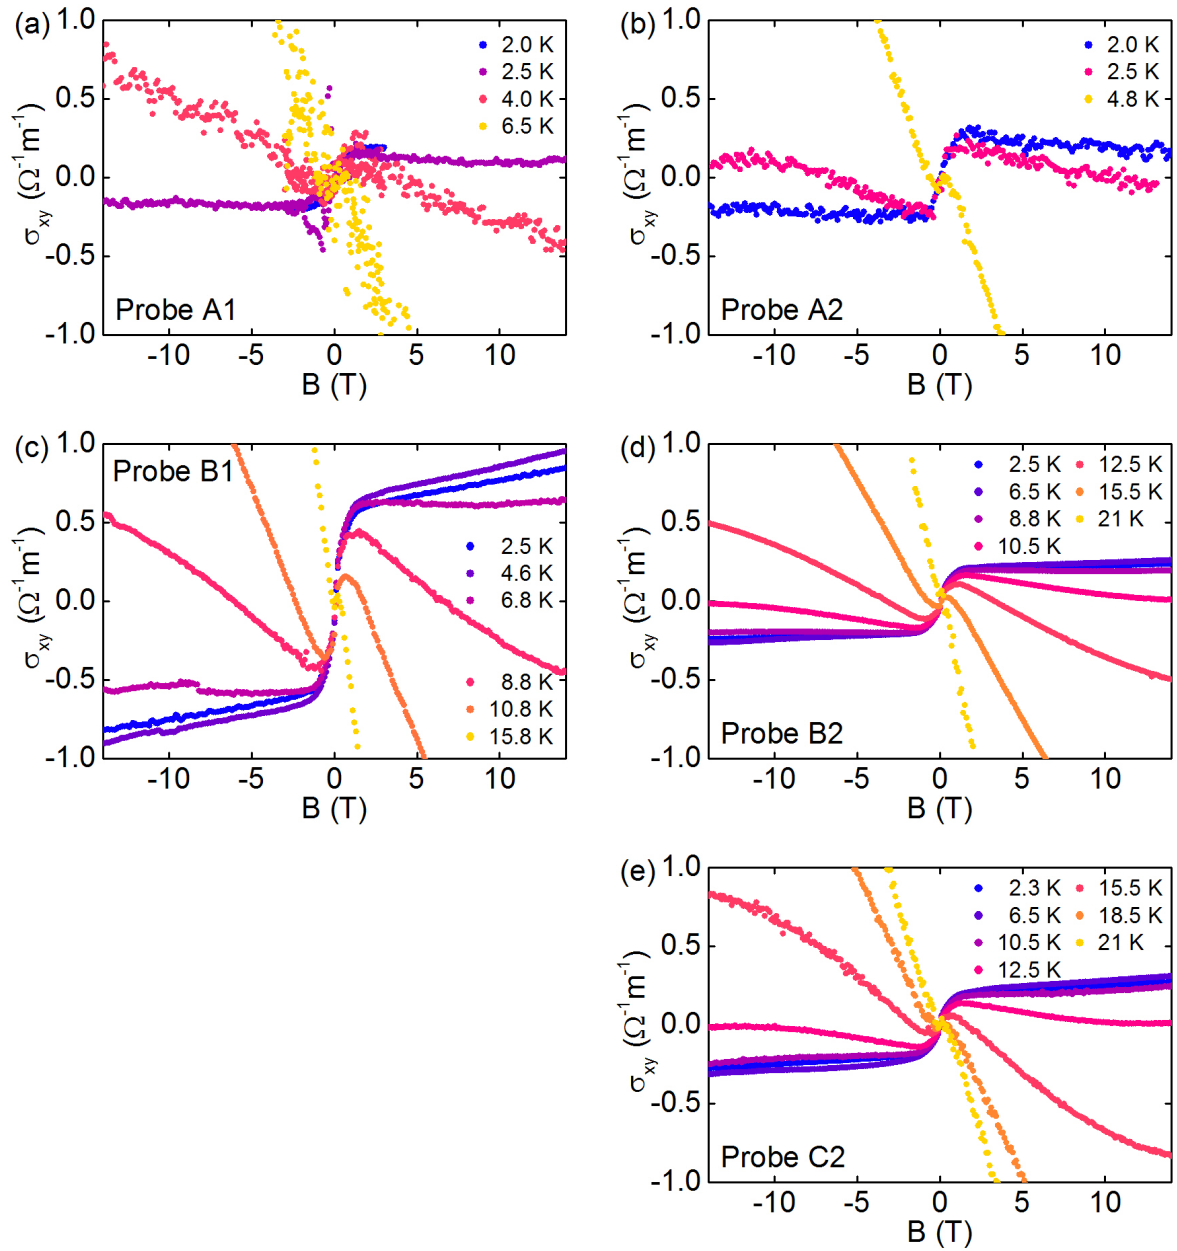 (a)
1.0
0.5
0.0
-0.5
-1.0
σxy (Ω⁻¹m⁻¹)
2.0 K
2.5 K
4.0 K
6.5 K
Probe A1
-10 -5 0 5 10
B (T)
(b)
1.0
0.5
0.0
-0.5
-1.0
σxy (Ω⁻¹m⁻¹)
2.0 K
2.5 K
4.8 K
Probe A2
-10 -5 0 5 10
B (T)
(c)
1.0
0.5
0.0
-0.5
-1.0
σxy (Ω⁻¹m⁻¹)
Probe B1
2.5 K
4.6 K
6.8 K
8.8 K
10.8 K
15.8 K
-10 -5 0 5 10
B (T)
(d)
1.0
0.5
0.0
-0.5
-1.0
σxy (Ω⁻¹m⁻¹)
2.5 K 12.5 K
6.5 K 15.5 K
8.8 K 21 K
10.5 K
Probe B2
-10 -5 0 5 10
B (T)
(e)
1.0
0.5
0.0
-0.5
-1.0
σxy (Ω⁻¹m⁻¹)
2.3 K 15.5 K
6.5 K 18.5 K
10.5 K 21 K
12.5 K
Probe C2
-10 -5 0 5 10
B (T)